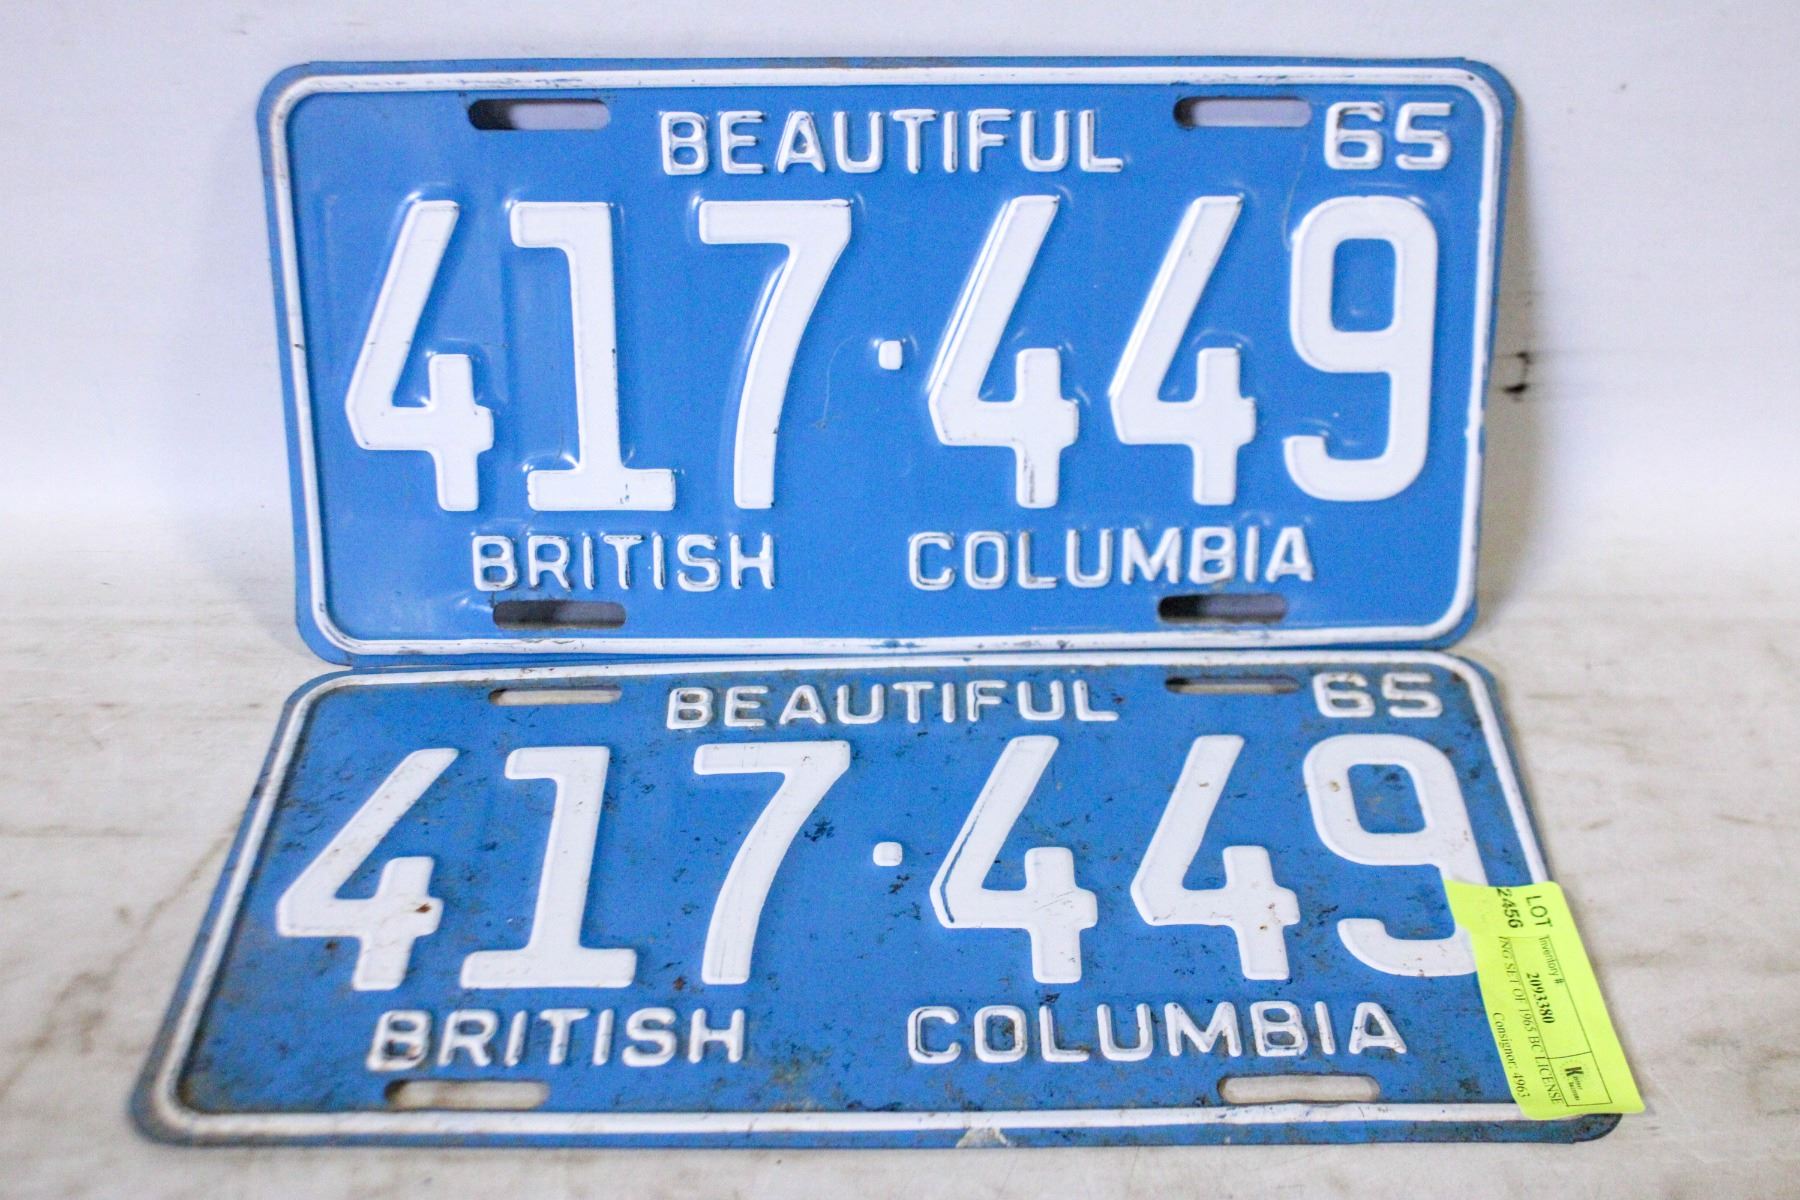 BEAUTIFUL 65
417·449
BRITISH COLUMBIA
BEAUTIFUL 65
417·449
BRITISH COLUMBIA
LOT Inventory #
2456 2093380
ING SET OF 1965 BC LICENSE
Consignor: 4963